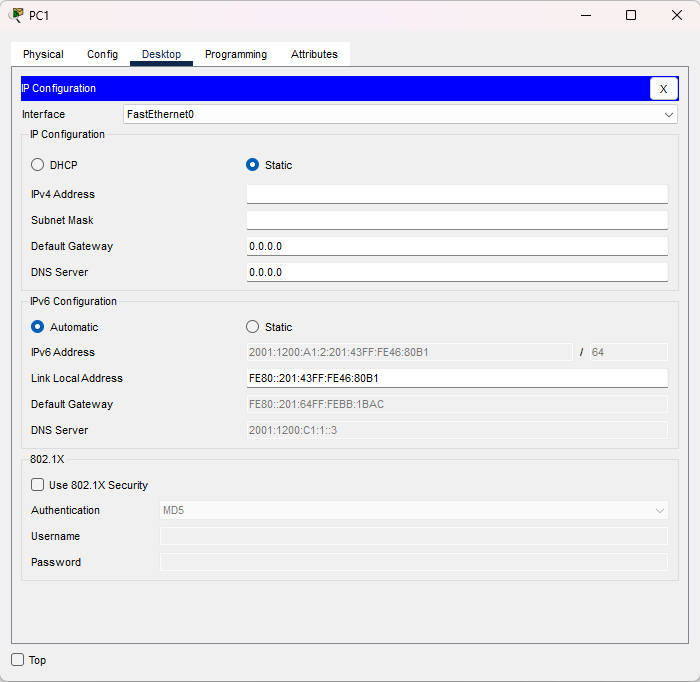 PC1
Physical Config Desktop Programming Attributes
IP Configuration X
Interface FastEthernet0
IP Configuration
DHCP Static
IPv4 Address
Subnet Mask
Default Gateway 0.0.0.0
DNS Server 0.0.0.0
IPv6 Configuration
Automatic Static
IPv6 Address 2001:1200:A1:2:201:43FF:FE46:80B1 / 64
Link Local Address FE80::201:43FF:FE46:80B1
Default Gateway FE80::201:64FF:FEBB:1BAC
DNS Server 2001:1200:C1:1::3
802.1X
Use 802.1X Security
Authentication MD5
Username
Password
Top